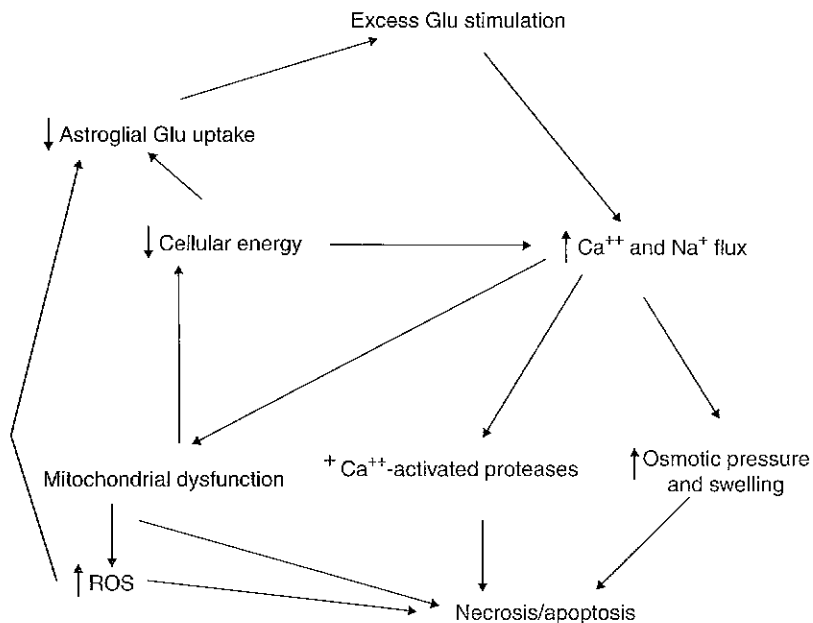 Excess Glu stimulation
↓ Astroglial Glu uptake
↓ Cellular energy
↑ Ca⁺⁺ and Na⁺ flux
Mitochondrial dysfunction
⁺ Ca⁺⁺-activated proteases
↑ Osmotic pressure
and swelling
↑ ROS
Necrosis/apoptosis